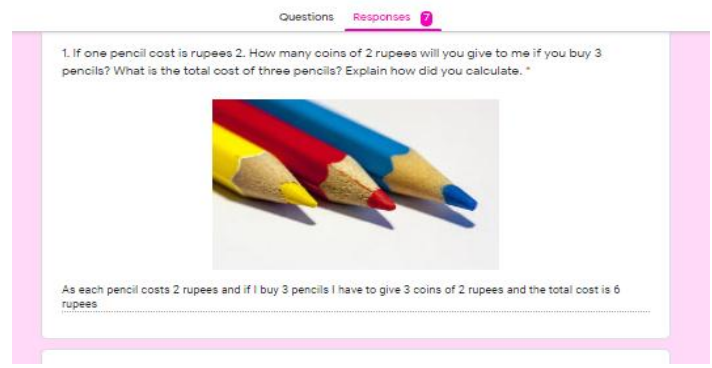 Questions Responses 7
1. If one pencil cost is rupees 2. How many coins of 2 rupees will you give to me if you buy 3
pencils? What is the total cost of three pencils? Explain how did you calculate. *
As each pencil costs 2 rupees and if I buy 3 pencils I have to give 3 coins of 2 rupees and the total cost is 6
rupees